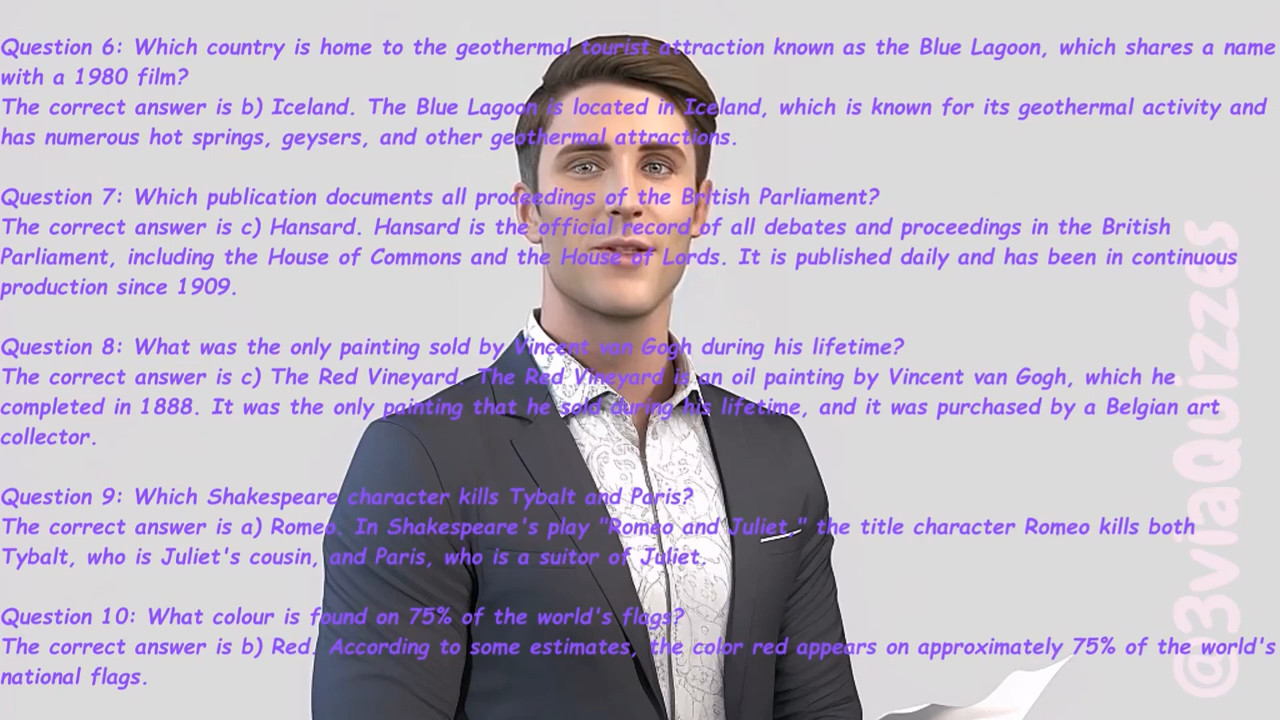 Question 6: Which country is home to the geothermal tourist attraction known as the Blue Lagoon, which shares a name
with a 1980 film?
The correct answer is b) Iceland. The Blue Lagoon is located in Iceland, which is known for its geothermal activity and
has numerous hot springs, geysers, and other geothermal attractions.
Question 7: Which publication documents all proceedings of the British Parliament?
The correct answer is c) Hansard. Hansard is the official record of all debates and proceedings in the British
Parliament, including the House of Commons and the House of Lords. It is published daily and has been in continuous
production since 1909.
Question 8: What was the only painting sold by Vincent van Gogh during his lifetime?
The correct answer is c) The Red Vineyard. The Red Vineyard is an oil painting by Vincent van Gogh, which he
completed in 1888. It was the only painting that he sold during his lifetime, and it was purchased by a Belgian art
collector.
Question 9: Which Shakespeare character kills Tybalt and Paris?
The correct answer is a) Romeo. In Shakespeare's play "Romeo and Juliet," the title character Romeo kills both
Tybalt, who is Juliet's cousin, and Paris, who is a suitor of Juliet.
Question 10: What colour is found on 75% of the world's flags?
The correct answer is b) Red. According to some estimates, the color red appears on approximately 75% of the world's
national flags.
@3viaQuizzes